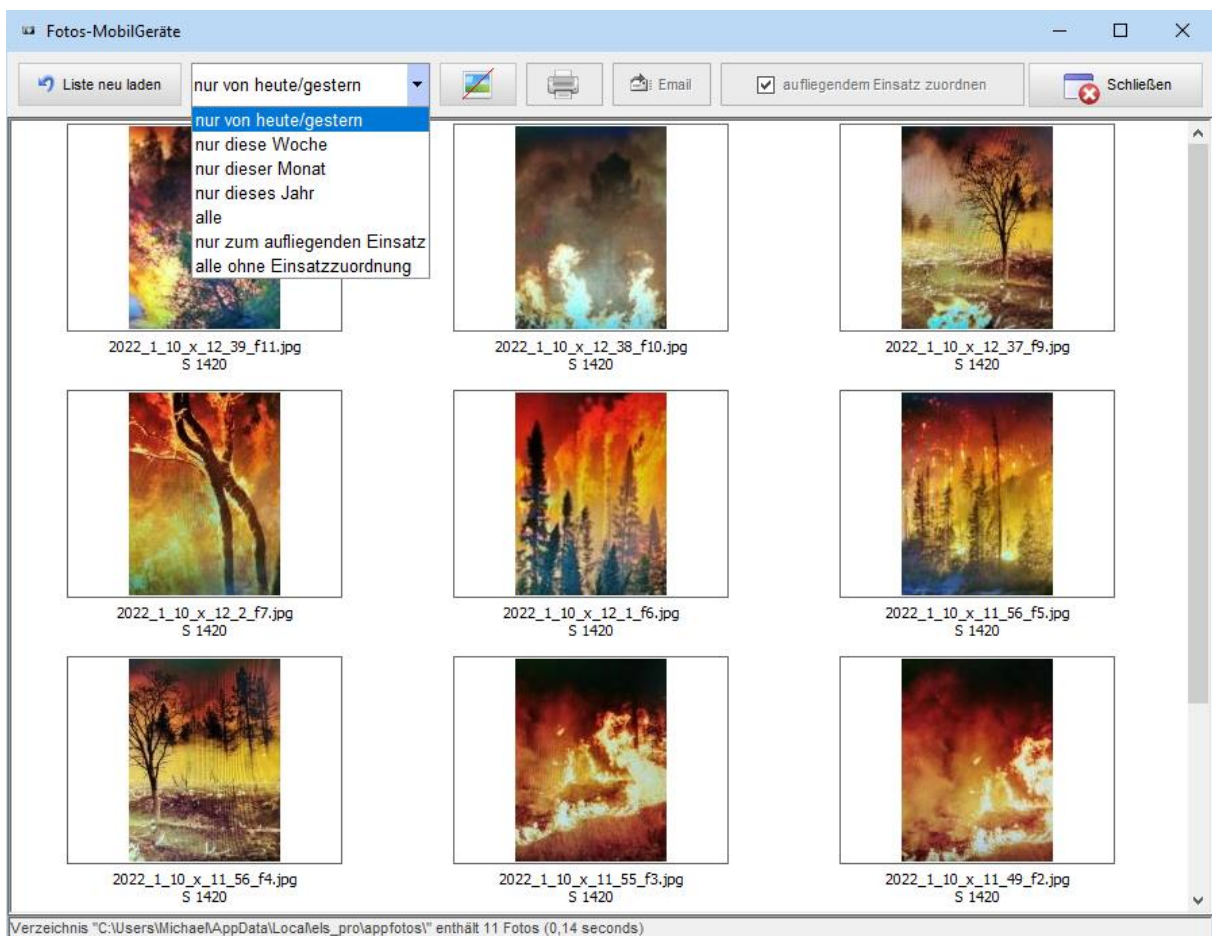 Fotos-MobilGeräte
Liste neu laden
nur von heute/gestern
Email
aufliegendem Einsatz zuordnen
Schließen
nur von heute/gestern
nur diese Woche
nur dieser Monat
nur dieses Jahr
alle
nur zum aufliegenden Einsatz
alle ohne Einsatzzuordnung
2022_1_10_x_12_39_f11.jpg
S 1420
2022_1_10_x_12_38_f10.jpg
S 1420
2022_1_10_x_12_37_f9.jpg
S 1420
2022_1_10_x_12_2_f7.jpg
S 1420
2022_1_10_x_12_1_f6.jpg
S 1420
2022_1_10_x_11_56_f5.jpg
S 1420
2022_1_10_x_11_56_f4.jpg
S 1420
2022_1_10_x_11_55_f3.jpg
S 1420
2022_1_10_x_11_49_f2.jpg
S 1420
Verzeichnis "C:\Users\Michael\AppData\Local\els_pro\appfotos\" enthält 11 Fotos (0,14 seconds)